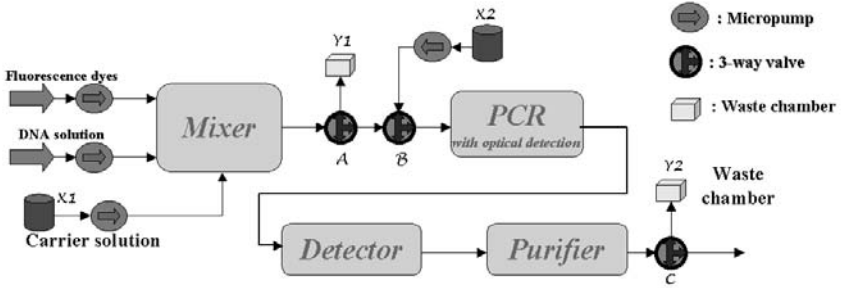 X2
: Micropump
Y1
: 3-way valve
Fluorescence dyes
: Waste chamber
Mixer
PCR
with optical detection
DNA solution
A
B
X1
Carrier solution
Y2
Waste
chamber
Detector
Purifier
C